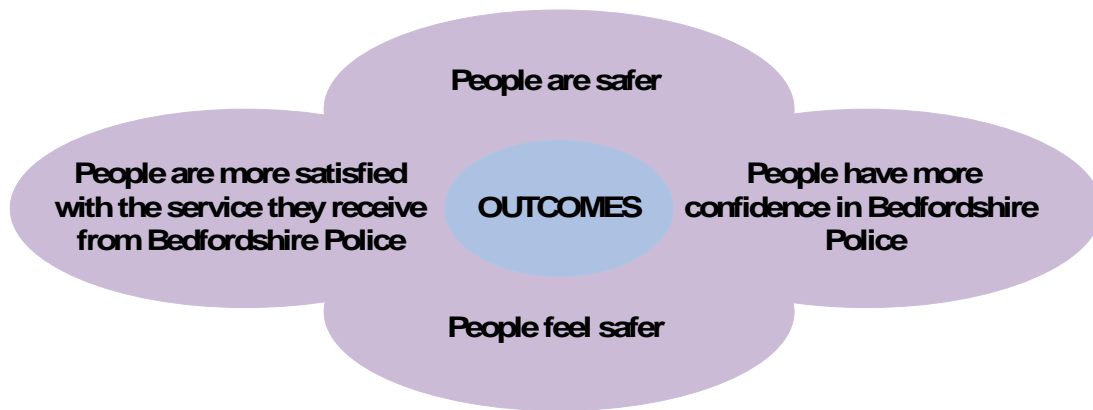 People are safer
People are more satisfied
with the service they receive
from Bedfordshire Police
OUTCOMES
People have more
confidence in Bedfordshire
Police
People feel safer